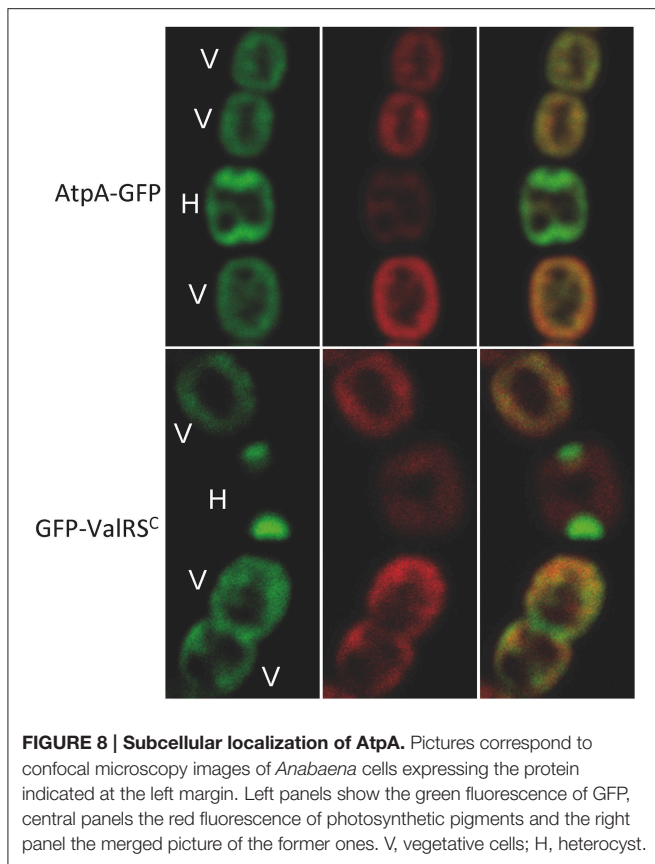 V
V
AtpA-GFP
H
V
V
H
GFP-ValRSᶜ
V
V
FIGURE 8 | Subcellular localization of AtpA. Pictures correspond to
confocal microscopy images of Anabaena cells expressing the protein
indicated at the left margin. Left panels show the green fluorescence of GFP,
central panels the red fluorescence of photosynthetic pigments and the right
panel the merged picture of the former ones. V, vegetative cells; H, heterocyst.